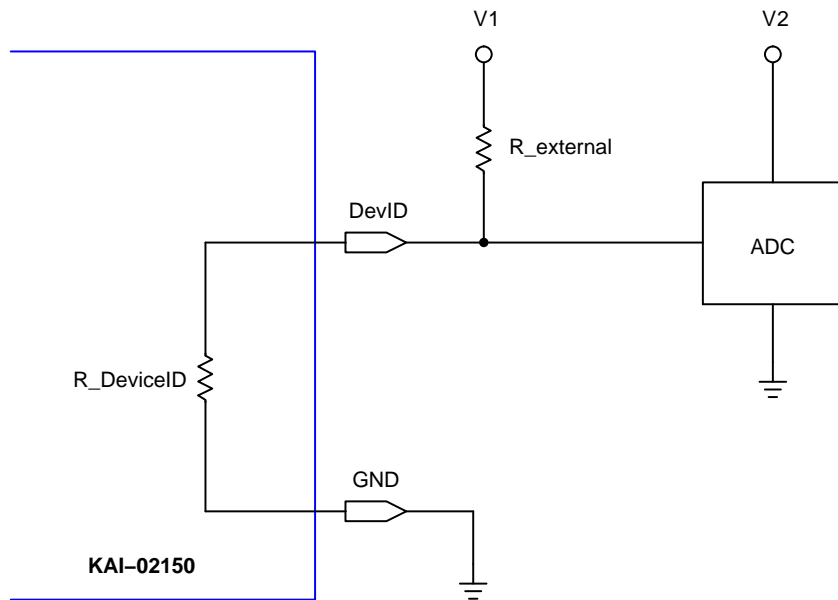 V1
V2
R_external
DevID
ADC
R_DeviceID
GND
KAI–02150